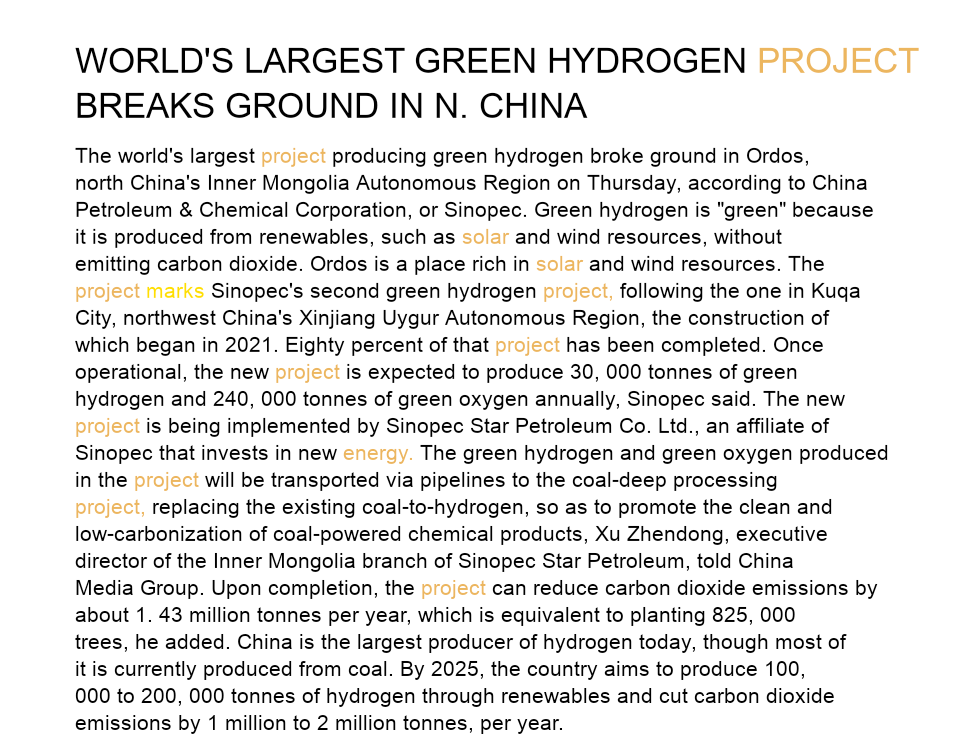 WORLD'S LARGEST GREEN HYDROGEN PROJECT
BREAKS GROUND IN N. CHINA
The world's largest project producing green hydrogen broke ground in Ordos,
north China's Inner Mongolia Autonomous Region on Thursday, according to China
Petroleum & Chemical Corporation, or Sinopec. Green hydrogen is "green" because
it is produced from renewables, such as solar and wind resources, without
emitting carbon dioxide. Ordos is a place rich in solar and wind resources. The
project marks Sinopec's second green hydrogen project, following the one in Kuqa
City, northwest China's Xinjiang Uygur Autonomous Region, the construction of
which began in 2021. Eighty percent of that project has been completed. Once
operational, the new project is expected to produce 30, 000 tonnes of green
hydrogen and 240, 000 tonnes of green oxygen annually, Sinopec said. The new
project is being implemented by Sinopec Star Petroleum Co. Ltd., an affiliate of
Sinopec that invests in new energy. The green hydrogen and green oxygen produced
in the project will be transported via pipelines to the coal-deep processing
project, replacing the existing coal-to-hydrogen, so as to promote the clean and
low-carbonization of coal-powered chemical products, Xu Zhendong, executive
director of the Inner Mongolia branch of Sinopec Star Petroleum, told China
Media Group. Upon completion, the project can reduce carbon dioxide emissions by
about 1. 43 million tonnes per year, which is equivalent to planting 825, 000
trees, he added. China is the largest producer of hydrogen today, though most of
it is currently produced from coal. By 2025, the country aims to produce 100,
000 to 200, 000 tonnes of hydrogen through renewables and cut carbon dioxide
emissions by 1 million to 2 million tonnes, per year.